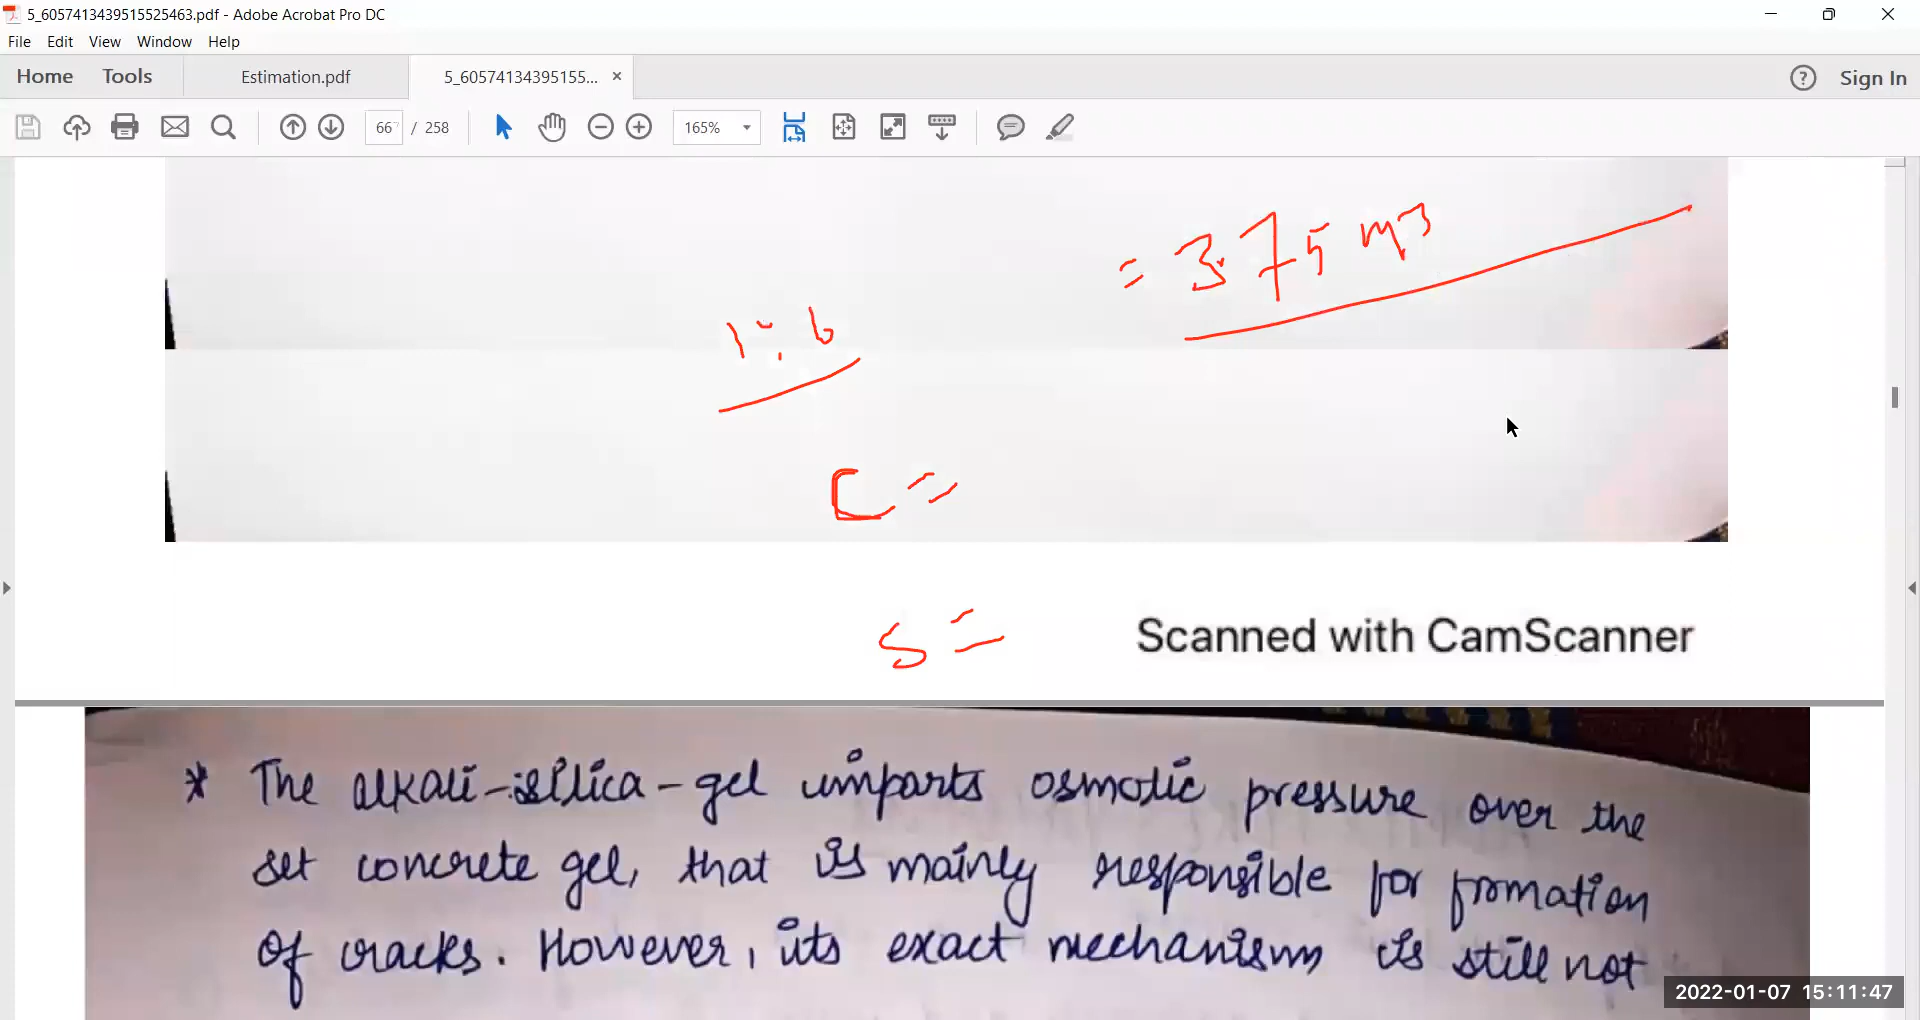 5_6057413439515525463.pdf - Adobe Acrobat Pro DC
File Edit View Window Help
Home Tools Estimation.pdf 5_60574134395155... × Sign In
66 / 258 165%
= 3.75 m3
1 : 6
C =
S =
Scanned with CamScanner
* The alkali-silica-gel imparts osmotic pressure over the
set concrete gel, that is mainly responsible for formation
of cracks. However, its exact mechanism is still not
2022-01-07 15:11:47